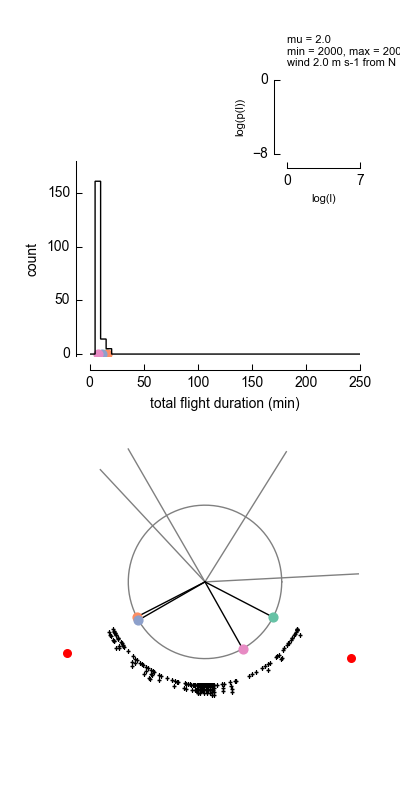 mu = 2.0
min = 2000, max = 200
wind 2.0 m s-1 from N
0
log(p(l))
−8
0 7
log(l)
150
100
50
0
count
0 50 100 150 200 250
total flight duration (min)